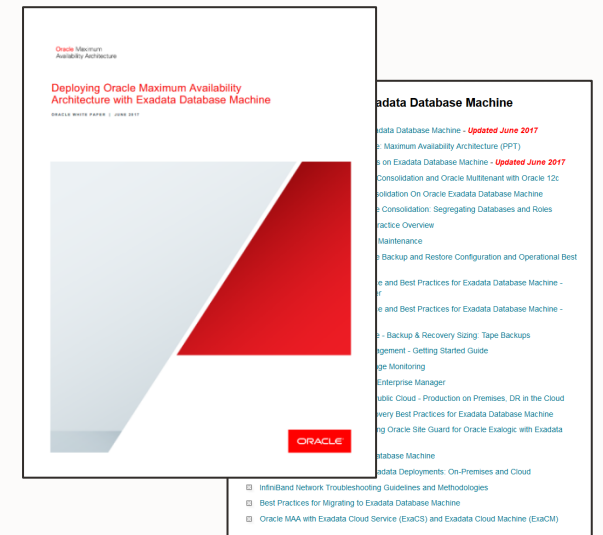 Oracle Maximum
Availability Architecture
Deploying Oracle Maximum Availability
Architecture with Exadata Database Machine
ORACLE WHITE PAPER | JUNE 2017
ORACLE
adata Database Machine
adata Database Machine - Updated June 2017
e: Maximum Availability Architecture (PPT)
s on Exadata Database Machine - Updated June 2017
Consolidation and Oracle Multitenant with Oracle 12c
solidation On Oracle Exadata Database Machine
e Consolidation: Segregating Databases and Roles
ractice Overview
Maintenance
e Backup and Restore Configuration and Operational Best
e and Best Practices for Exadata Database Machine -
er
e and Best Practices for Exadata Database Machine -
e - Backup & Recovery Sizing: Tape Backups
agement - Getting Started Guide
ge Monitoring
Enterprise Manager
ublic Cloud - Production on Premises, DR in the Cloud
very Best Practices for Exadata Database Machine
ng Oracle Site Guard for Oracle Exalogic with Exadata
atabase Machine
adata Deployments: On-Premises and Cloud
InfiniBand Network Troubleshooting Guidelines and Methodologies
Best Practices for Migrating to Exadata Database Machine
Oracle MAA with Exadata Cloud Service (ExaCS) and Exadata Cloud Machine (ExaCM)